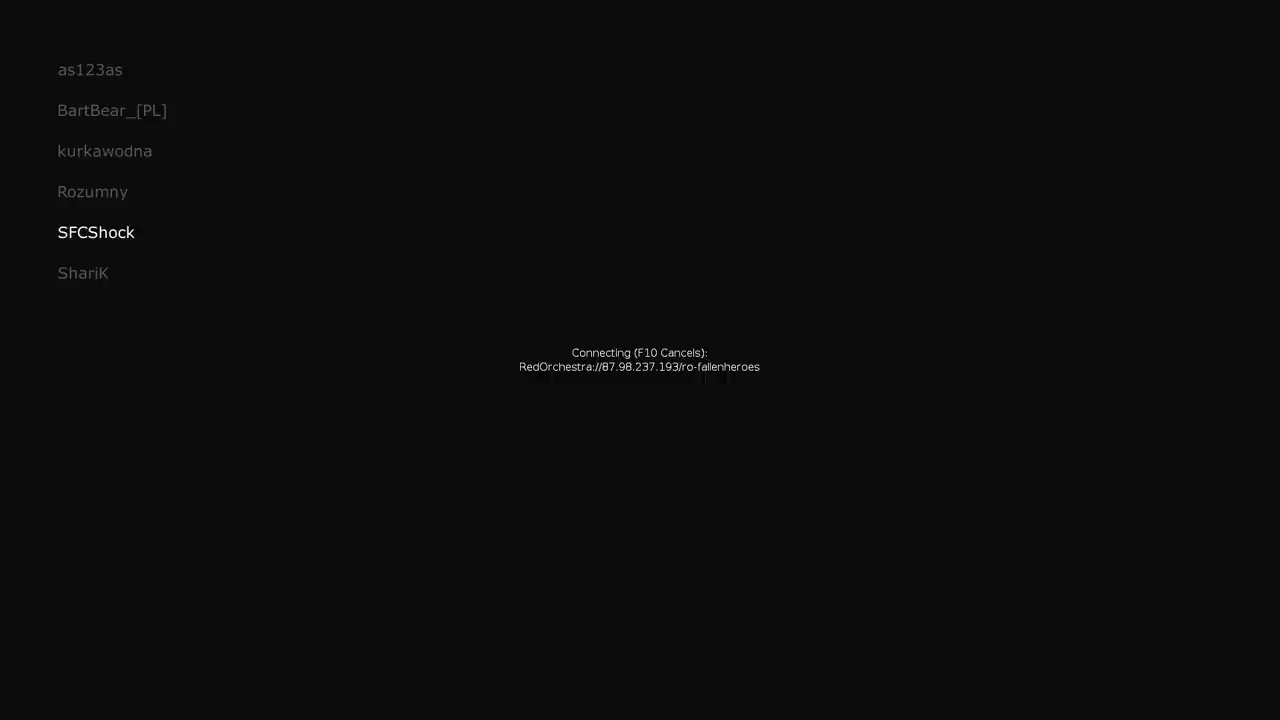 as123as
BartBear_[PL]
kurkawodna
Rozumny
SFCShock
ShariK
Connecting (F10 Cancels):
RedOrchestra://87.98.237.193/ro-fallenheroes